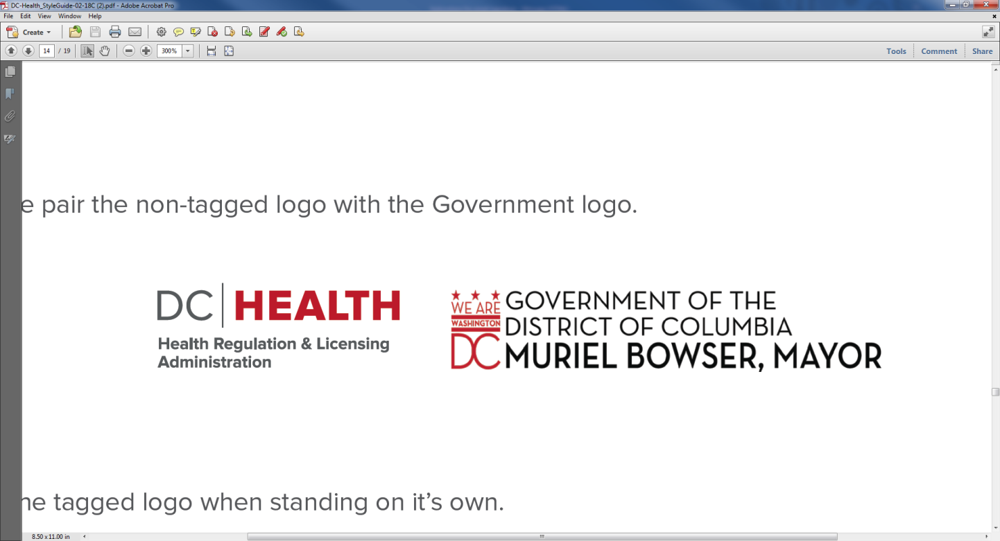 DC-Health_StyleGuide-02-18C (2).pdf - Adobe Acrobat Pro
File Edit View Window Help
Create
14 / 19 300% Tools Comment Share
e pair the non-tagged logo with the Government logo.
DC HEALTH
Health Regulation & Licensing
Administration
WE ARE
WASHINGTON
DC
GOVERNMENT OF THE
DISTRICT OF COLUMBIA
MURIEL BOWSER, MAYOR
he tagged logo when standing on it's own.
8.50 x 11.00 in